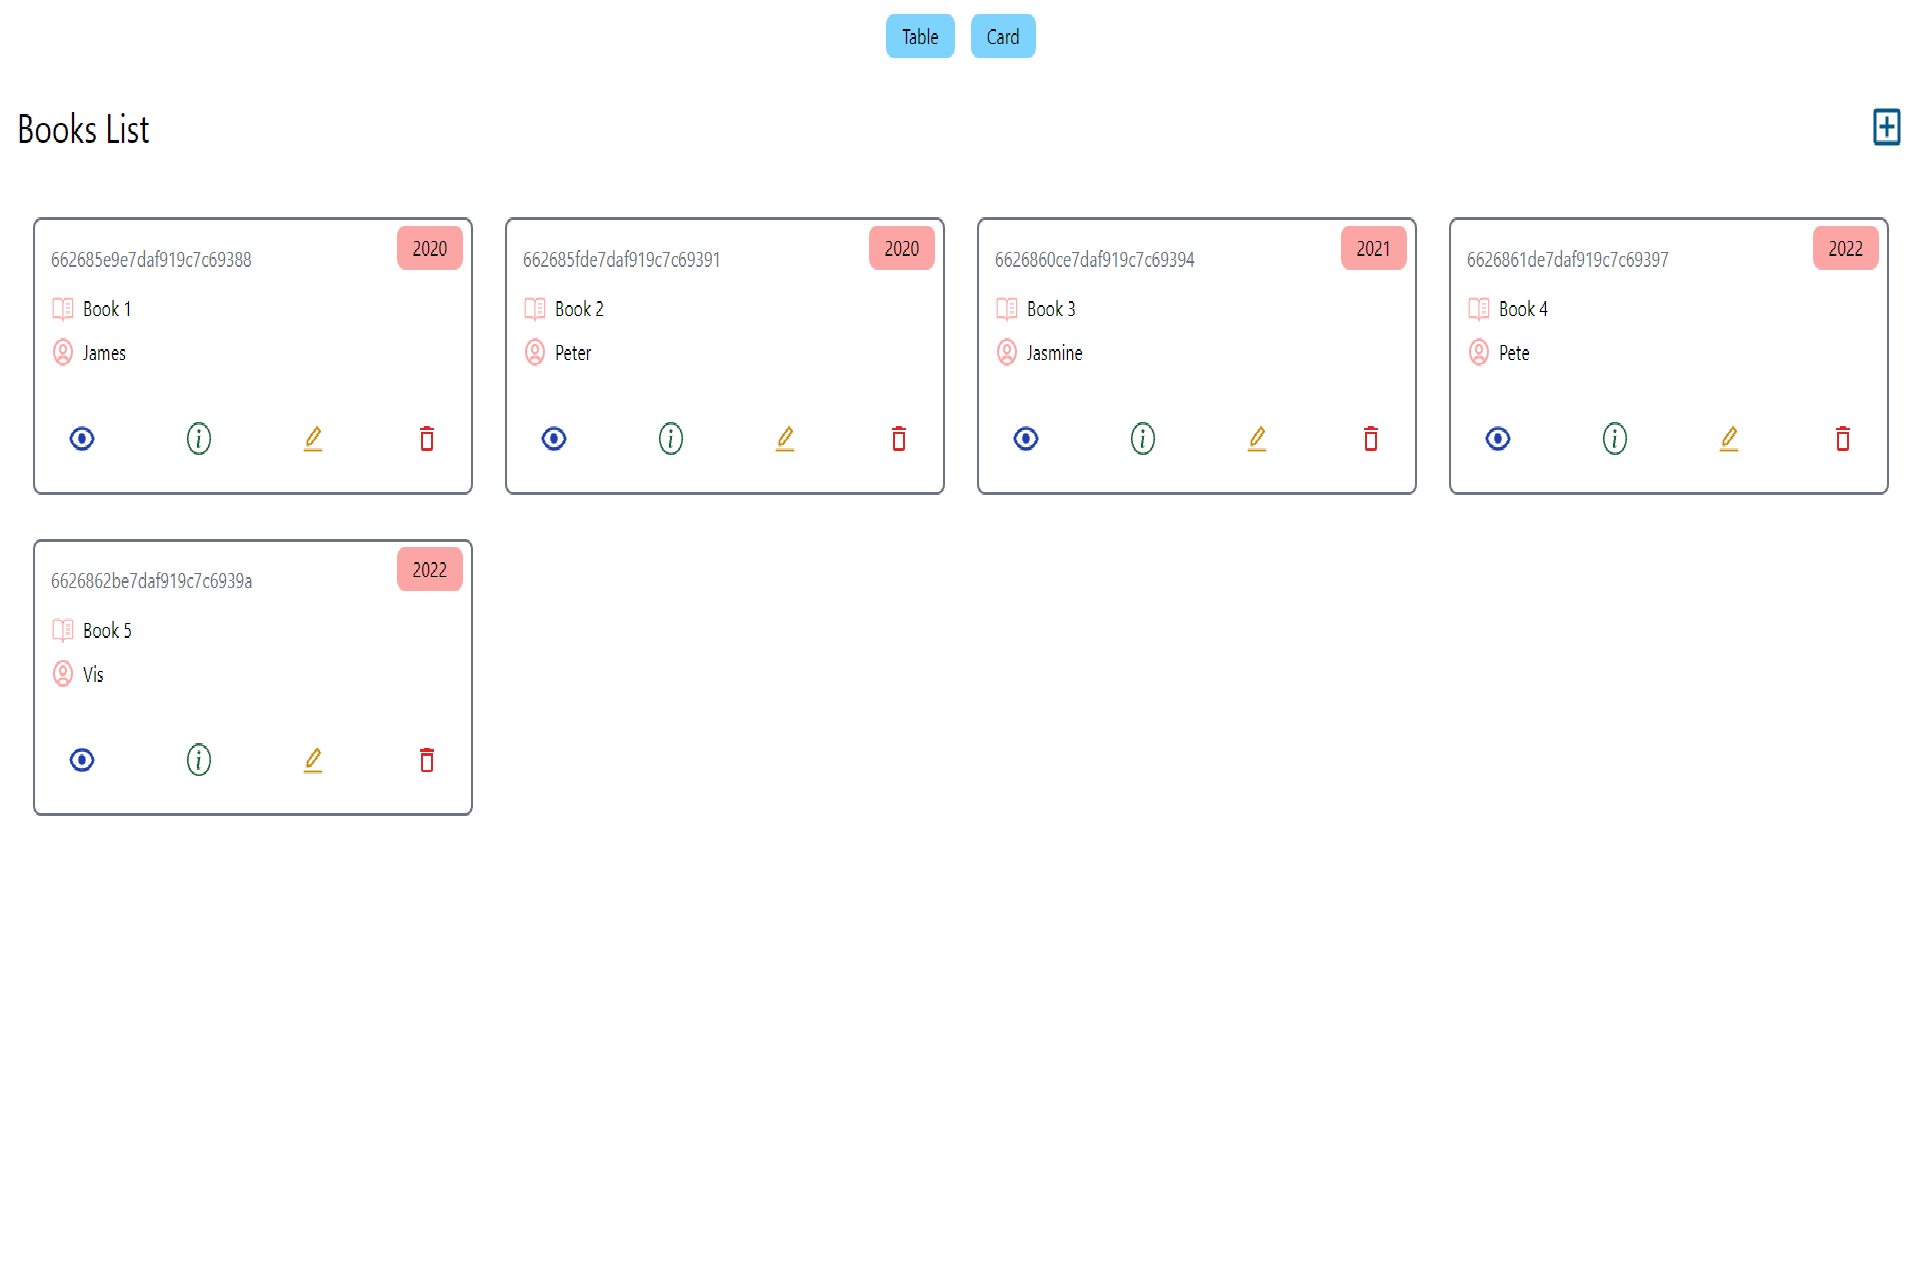 Table
Card
Books List
662685e9e7daf919c7c69388
2020
Book 1
James
662685fde7daf919c7c69391
2020
Book 2
Peter
6626860ce7daf919c7c69394
2021
Book 3
Jasmine
6626861de7daf919c7c69397
2022
Book 4
Pete
6626862be7daf919c7c6939a
2022
Book 5
Vis